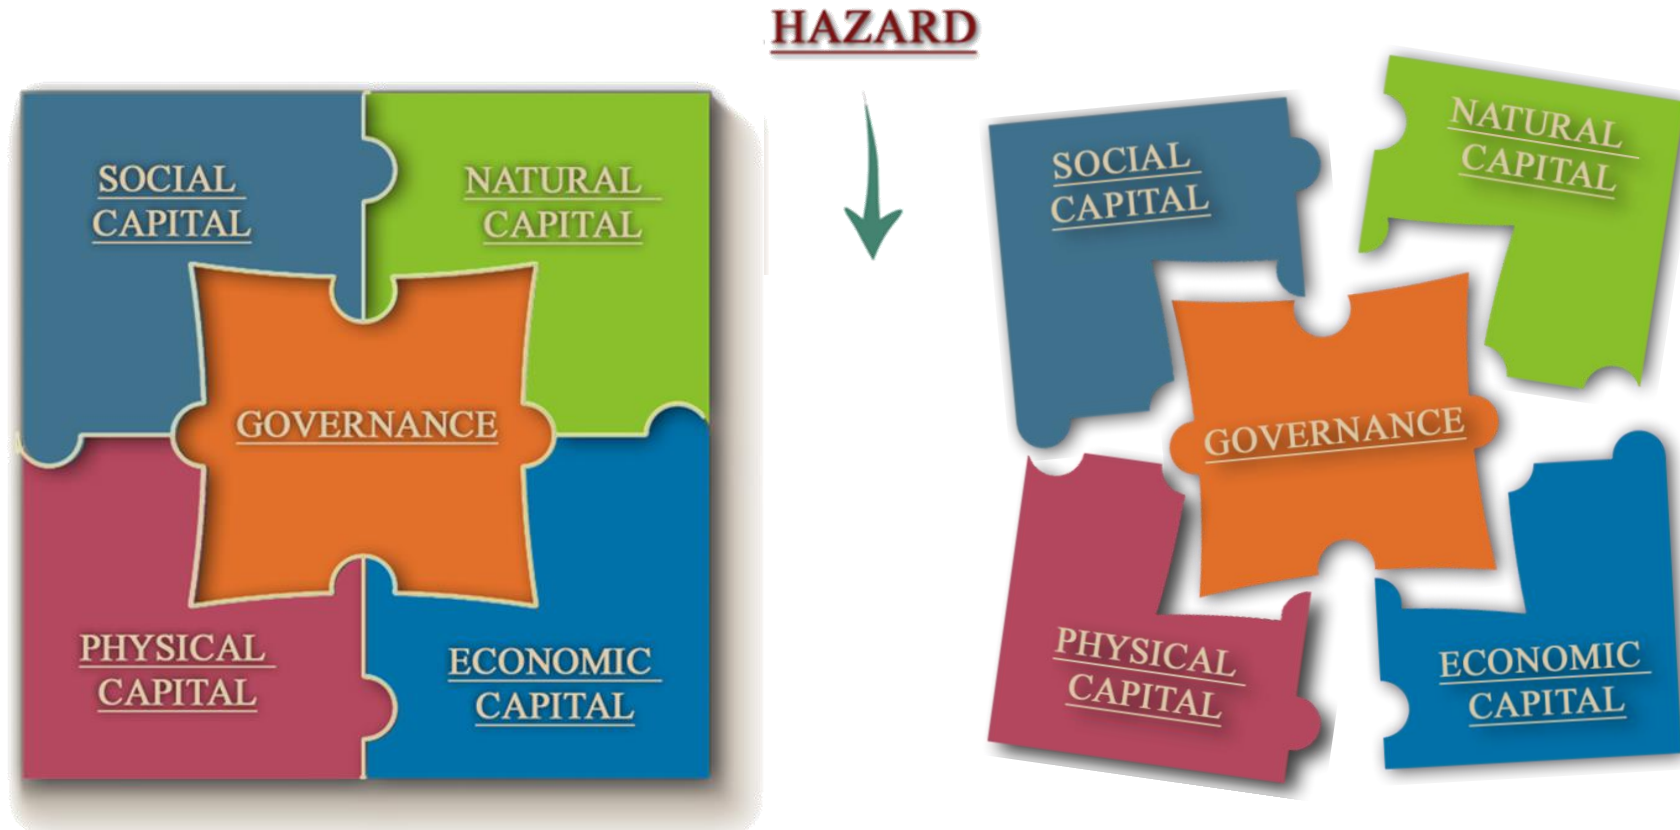 HAZARD
SOCIAL
CAPITAL
NATURAL
CAPITAL
GOVERNANCE
PHYSICAL
CAPITAL
ECONOMIC
CAPITAL
SOCIAL
CAPITAL
NATURAL
CAPITAL
GOVERNANCE
PHYSICAL
CAPITAL
ECONOMIC
CAPITAL